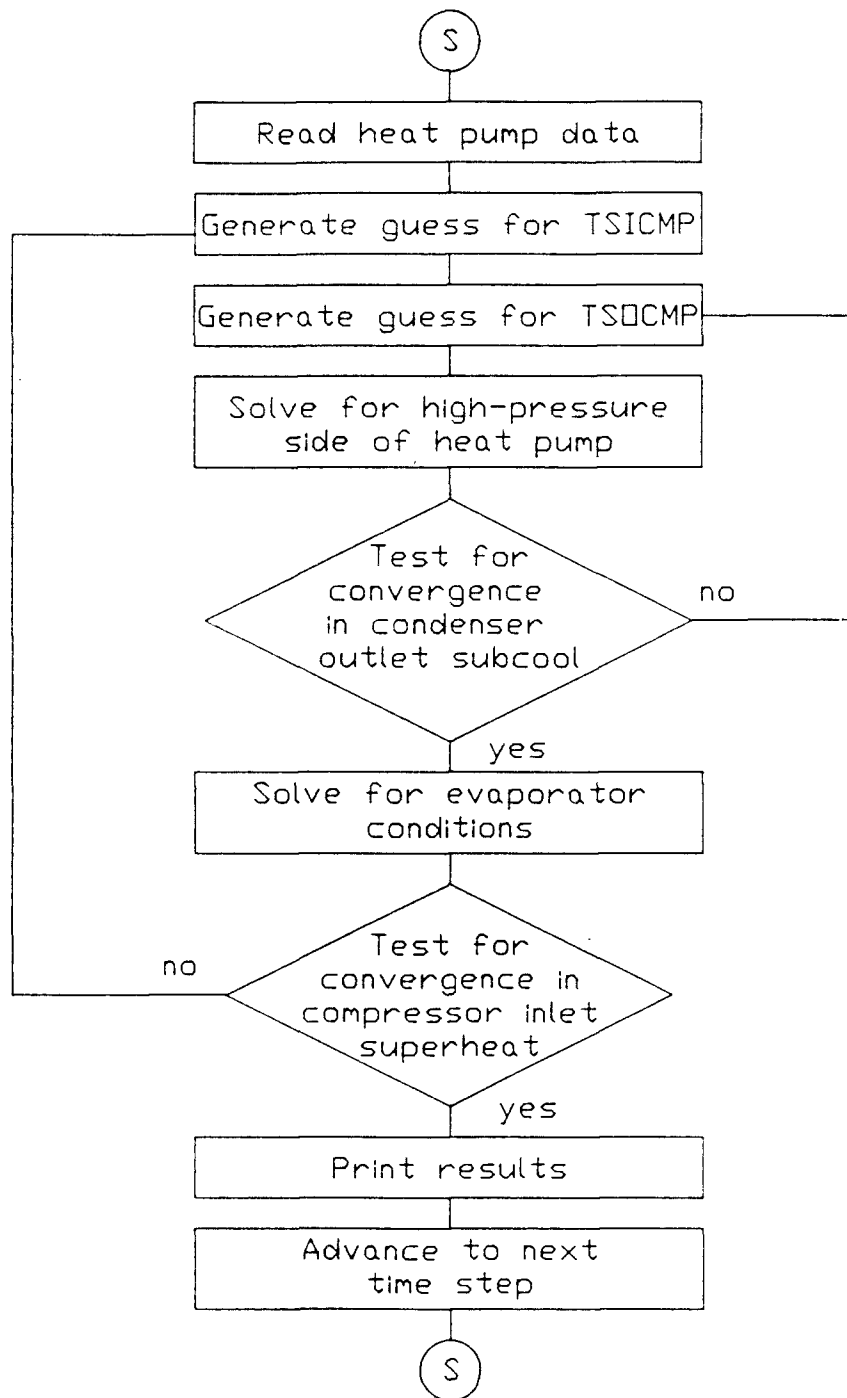 S
Read heat pump data
Generate guess for TSICMP
Generate guess for TSOCMP
Solve for high-pressure
side of heat pump
Test for
convergence
in condenser
outlet subcool
no
yes
Solve for evaporator
conditions
no
Test for
convergence in
compressor inlet
superheat
yes
Print results
Advance to next
time step
S